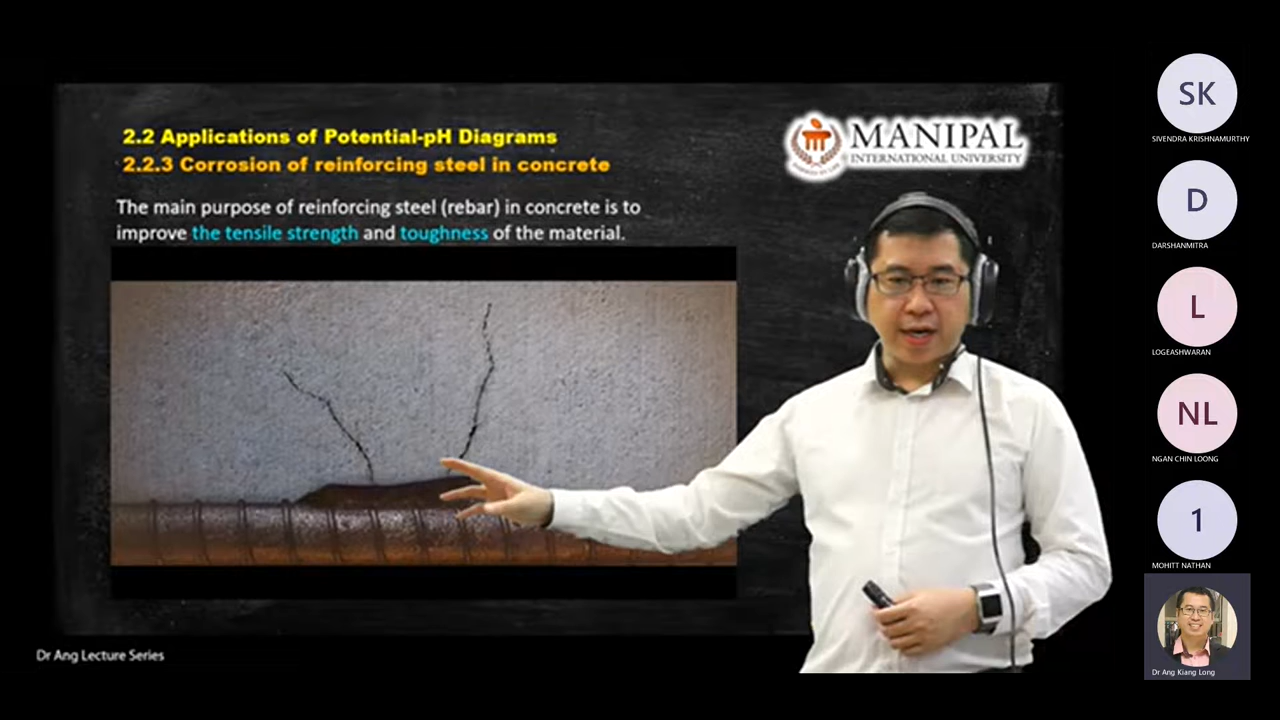 2.2 Applications of Potential-pH Diagrams
2.2.3 Corrosion of reinforcing steel in concrete
MANIPAL
INTERNATIONAL UNIVERSITY
The main purpose of reinforcing steel (rebar) in concrete is to
improve the tensile strength and toughness of the material.
Dr Ang Lecture Series
SK
SIVENDRA KRISHNAMURTHY
D
DARSHANMITRA
L
LOGEASHWARAN
NL
NGAN CHIN LOONG
1
MOHITT NATHAN
Dr Ang Kiang Long